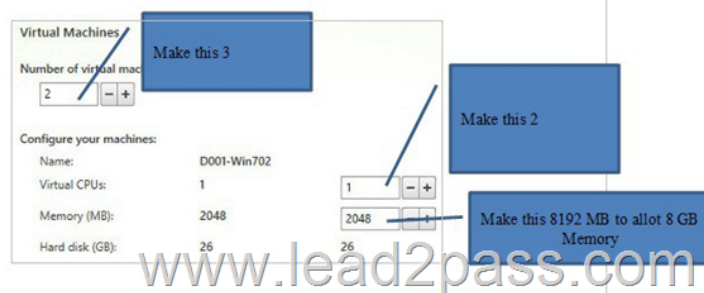 Virtual Machines
Make this 3
Number of virtual mac
2 - +
Make this 2
Configure your machines:
Name: D001-Win702
Virtual CPUs: 1 1 - +
Memory (MB): 2048 2048 - +
Make this 8192 MB to allot 8 GB
Memory
Hard disk (GB): 26 26
www.lead2pass.com